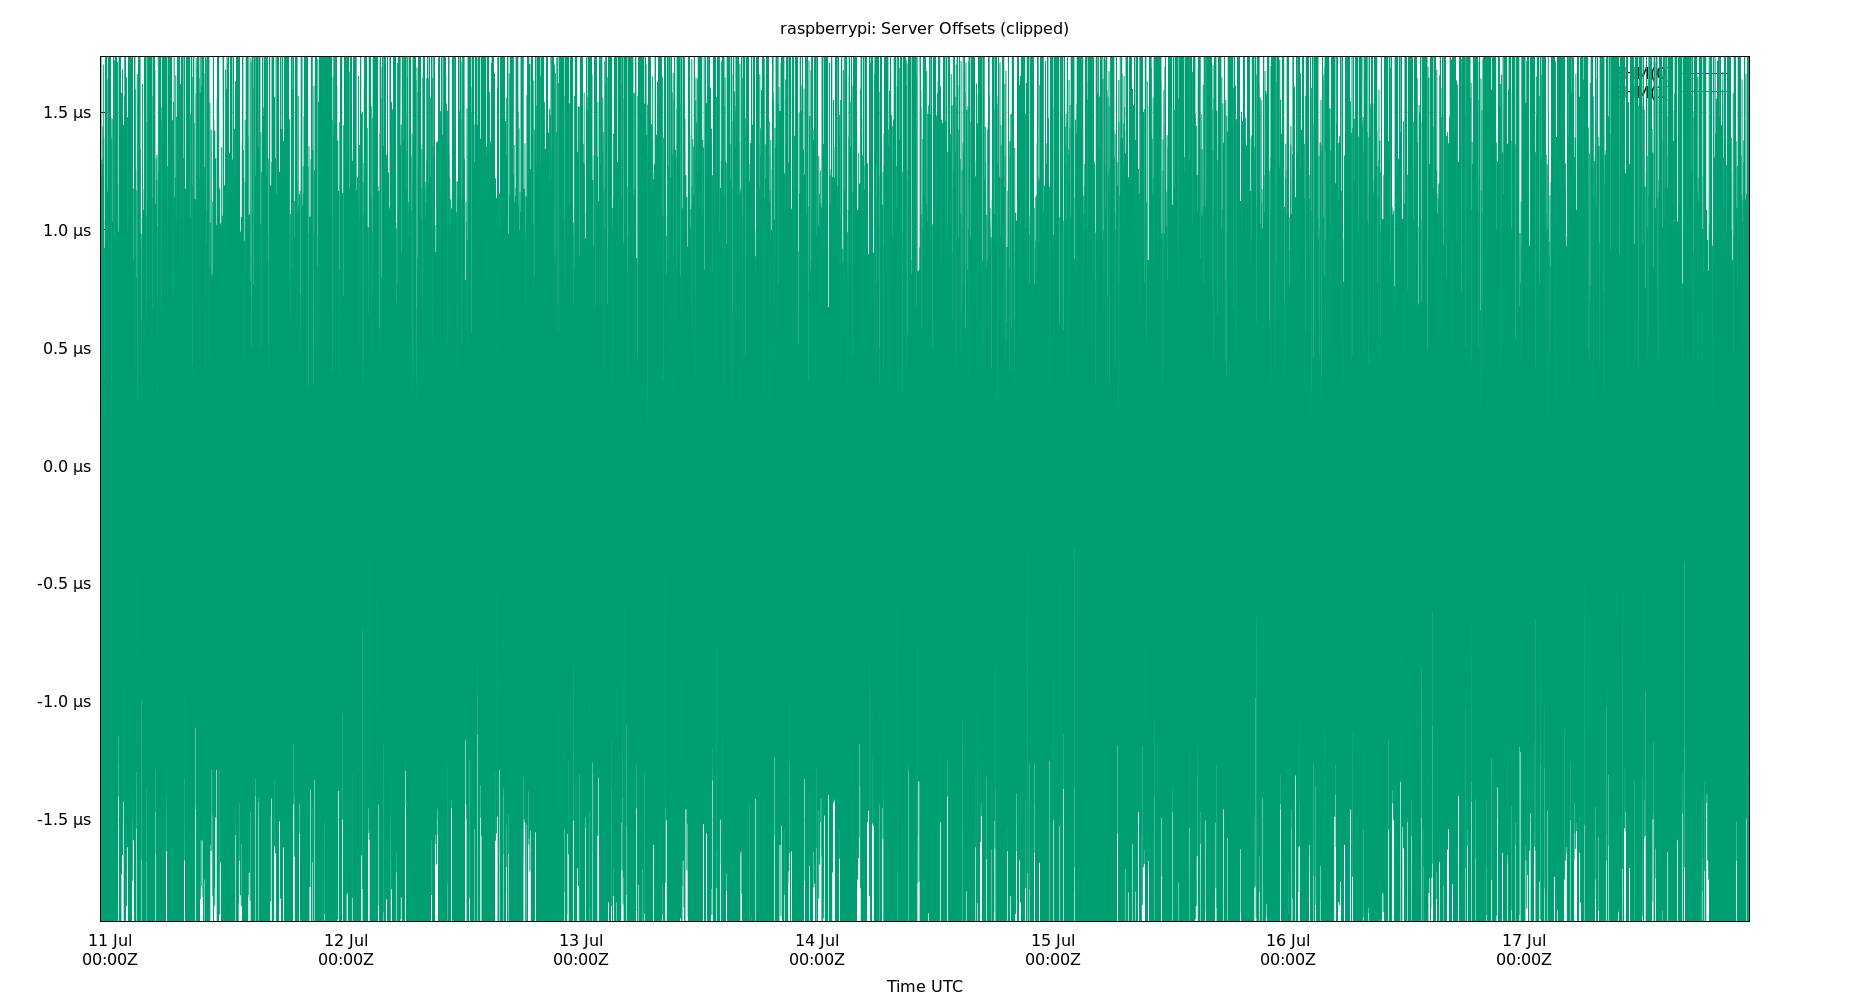 raspberrypi: Server Offsets (clipped)
1.5 µs
1.0 µs
0.5 µs
0.0 µs
-0.5 µs
-1.0 µs
-1.5 µs
11 Jul 12 Jul 13 Jul 14 Jul 15 Jul 16 Jul 17 Jul
00:00Z 00:00Z 00:00Z 00:00Z 00:00Z 00:00Z 00:00Z
Time UTC